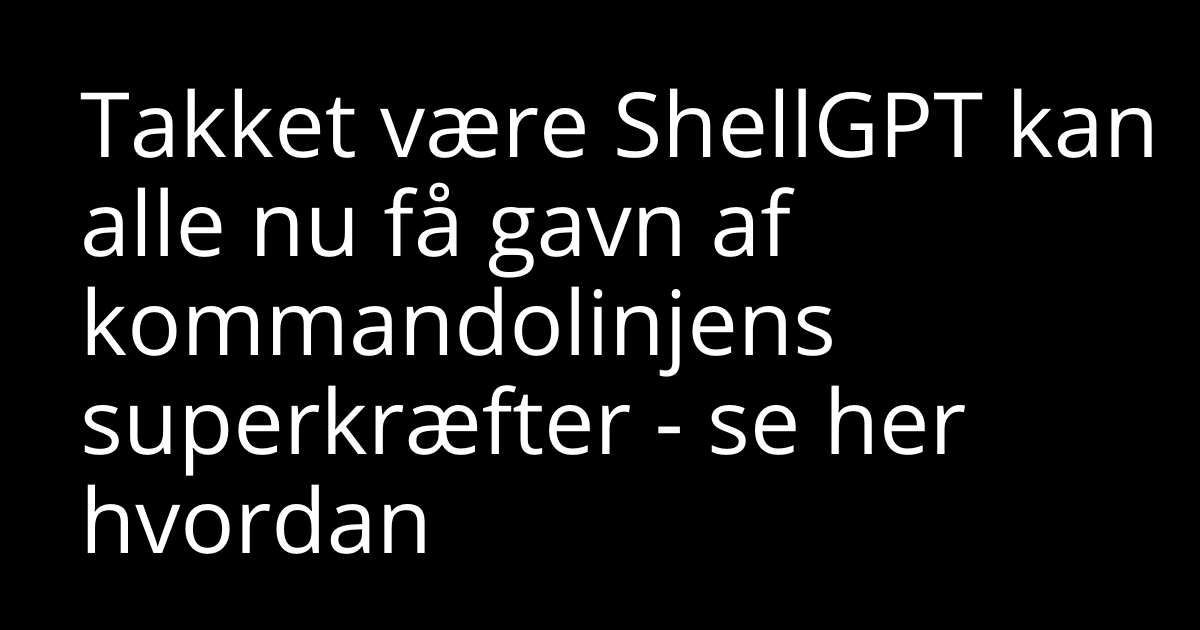 Takket være ShellGPT kan
alle nu få gavn af
kommandolinjens
superkræfter - se her
hvordan